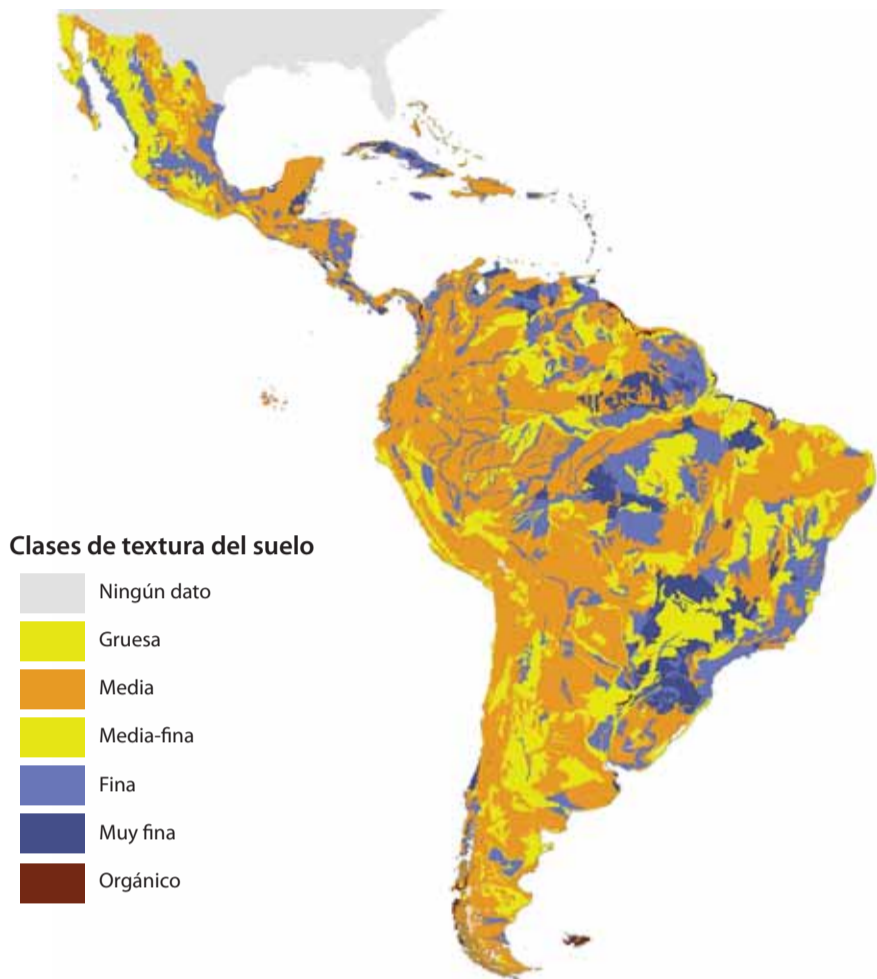 Clases de textura del suelo
Ningún dato
Gruesa
Media
Media-fina
Fina
Muy fina
Orgánico